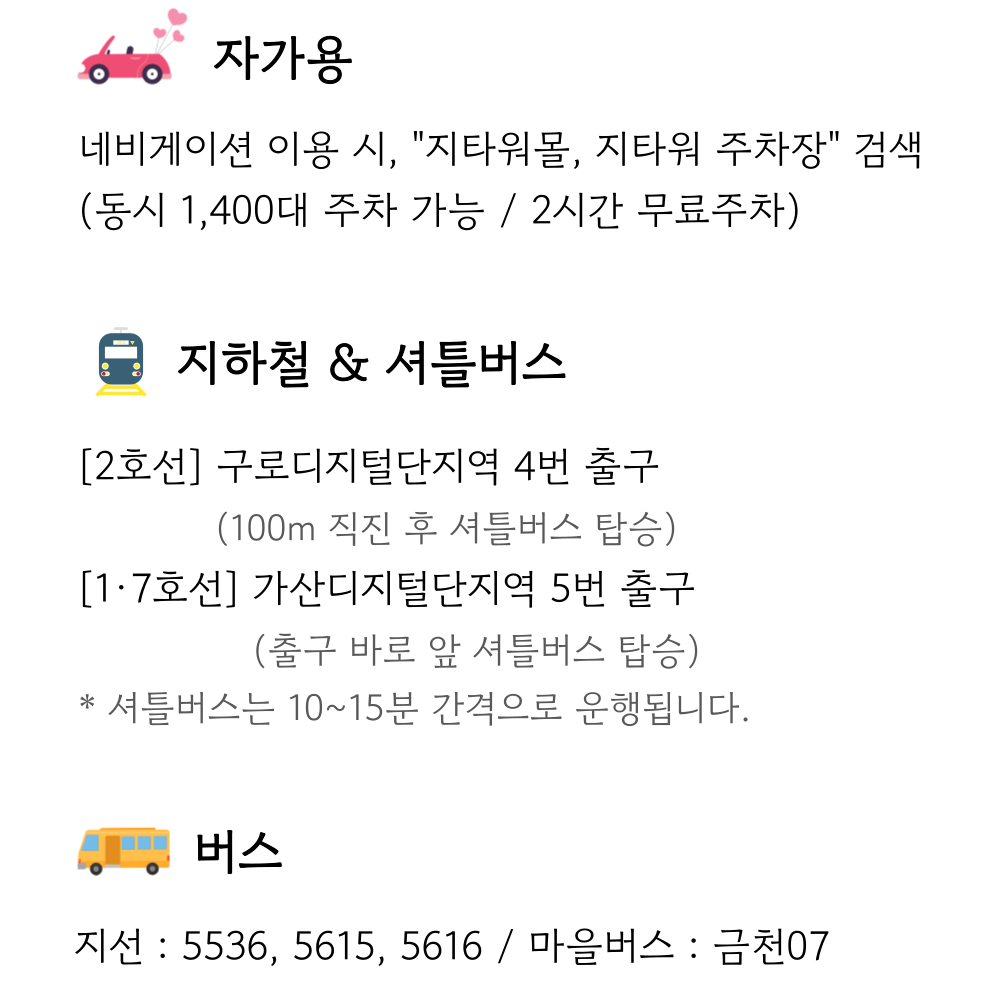 자가용
네비게이션 이용 시, "지타워몰, 지타워 주차장" 검색
(동시 1,400대 주차 가능 / 2시간 무료주차)
지하철 & 셔틀버스
[2호선] 구로디지털단지역 4번 출구
(100m 직진 후 셔틀버스 탑승)
[1·7호선] 가산디지털단지역 5번 출구
(출구 바로 앞 셔틀버스 탑승)
* 셔틀버스는 10~15분 간격으로 운행됩니다.
버스
지선 : 5536, 5615, 5616 / 마을버스 : 금천07